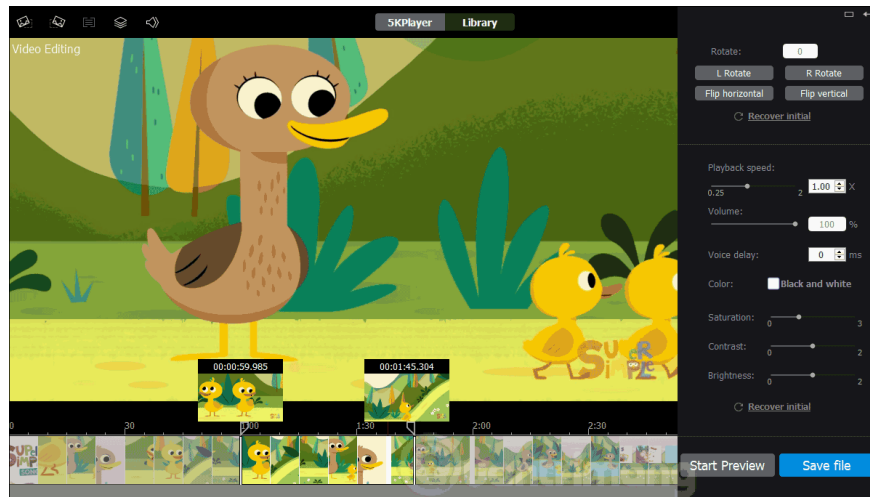 5KPlayer Library
Video Editing
Rotate: 0
L Rotate R Rotate
Flip horizontal Flip vertical
Recover initial
Playback speed:
0.25 2 1.00 X
Volume:
100 %
Voice delay: 0 ms
Color: Black and white
Saturation: 0 3
Contrast: 0 2
Brightness: 0 2
Recover initial
SUPER
SiMPLE
00:00:59.985 00:01:45.304
0 :30 1:30 2:00 2:30
Start Preview Save file